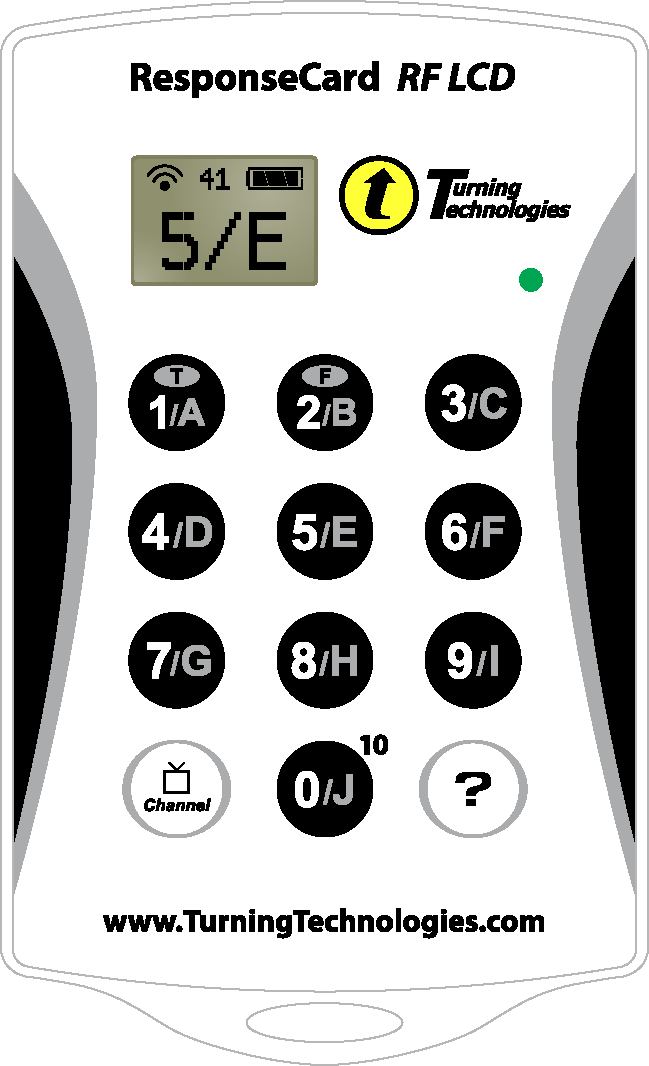 ResponseCard RF LCD
41
5/E
t Turning
Technologies
T F
1/A 2/B 3/C
4/D 5/E 6/F
7/G 8/H 9/I
10
Channel 0/J ?
www.TurningTechnologies.com